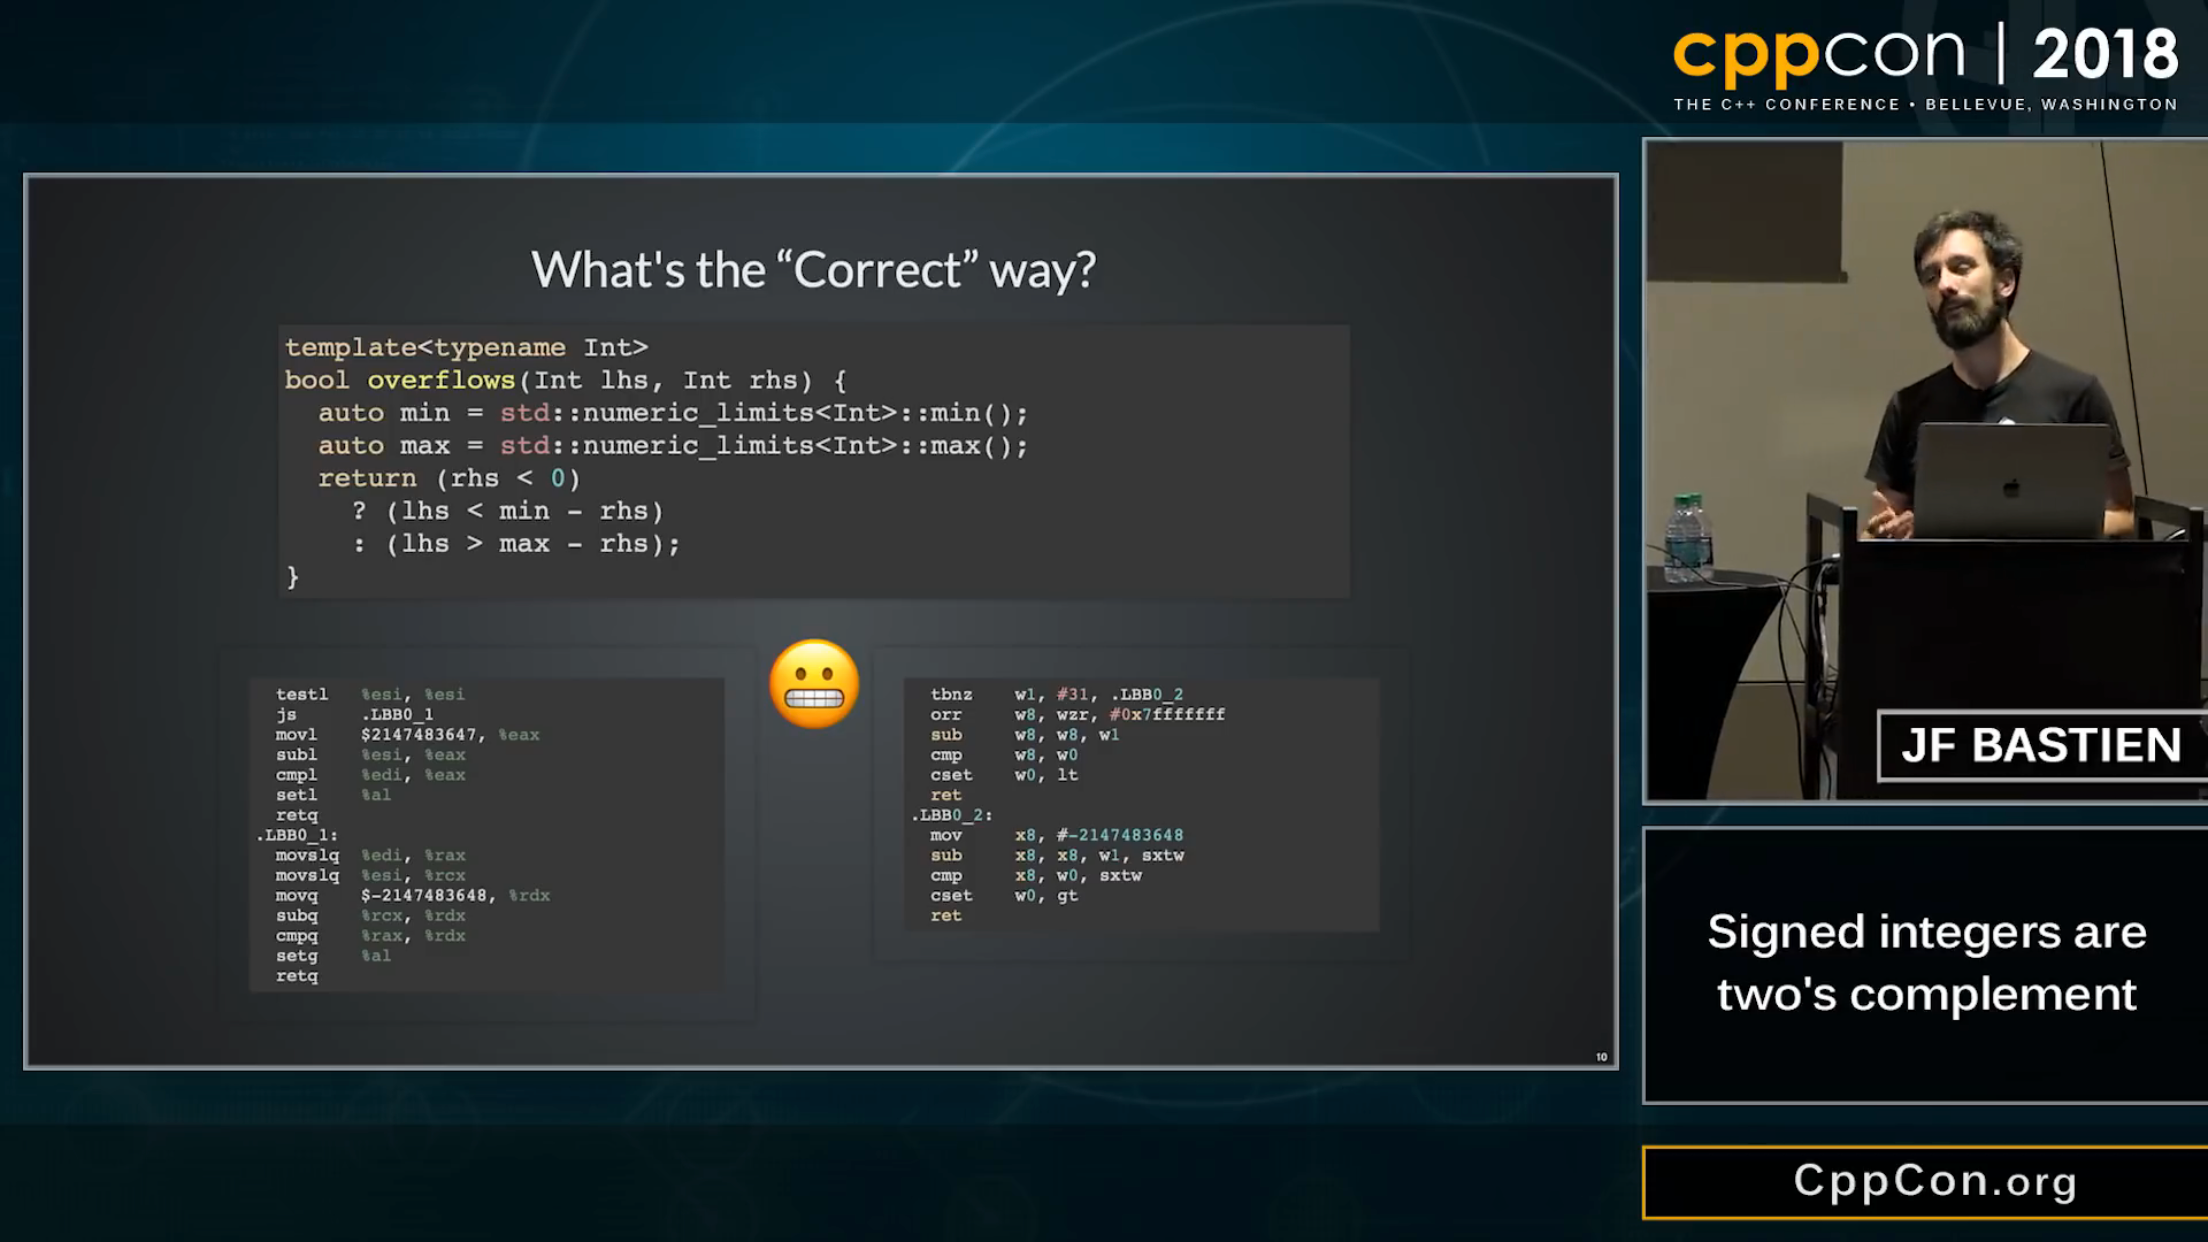 cppcon | 2018
THE C++ CONFERENCE • BELLEVUE, WASHINGTON
What's the “Correct” way?
template<typename Int>
bool overflows(Int lhs, Int rhs) {
  auto min = std::numeric_limits<Int>::min();
  auto max = std::numeric_limits<Int>::max();
  return (rhs < 0)
    ? (lhs < min - rhs)
    : (lhs > max - rhs);
}
testl %esi, %esi
js .LBB0_1
movl $2147483647, %eax
subl %esi, %eax
cmpl %edi, %eax
setl %al
retq
.LBB0_1:
movslq %edi, %rax
movslq %esi, %rcx
movq $-2147483648, %rdx
subq %rcx, %rdx
cmpq %rax, %rdx
setg %al
retq
tbnz w1, #31, .LBB0_2
orr w8, wzr, #0x7fffffff
sub w8, w8, w1
cmp w8, w0
cset w0, lt
ret
.LBB0_2:
mov x8, #-2147483648
sub x8, x8, w1, sxtw
cmp x8, w0, sxtw
cset w0, gt
ret
10
JF BASTIEN
Signed integers are
two's complement
CppCon.org